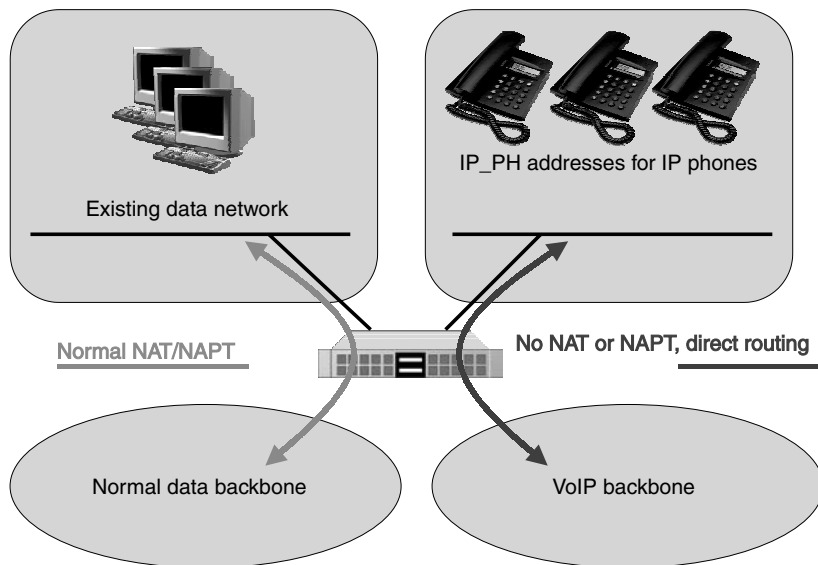 IP_PH addresses for IP phones
Existing data network
Normal NAT/NAPT
No NAT or NAPT, direct routing
Normal data backbone
VoIP backbone